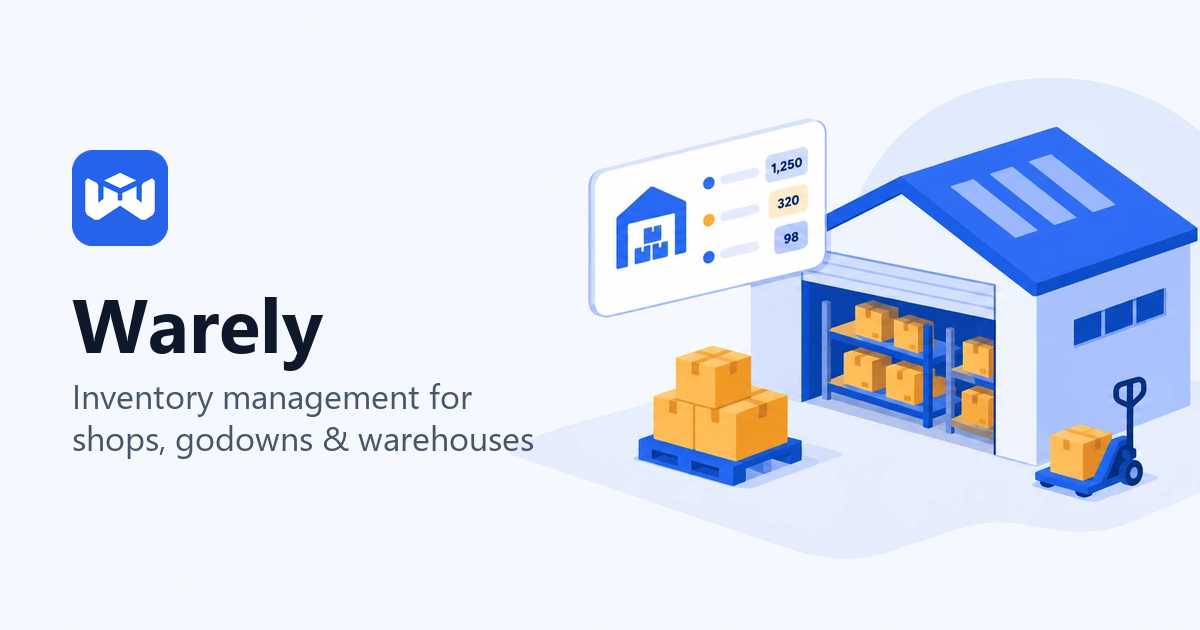 Warely
Inventory management for
shops, godowns & warehouses
1,250
320
98